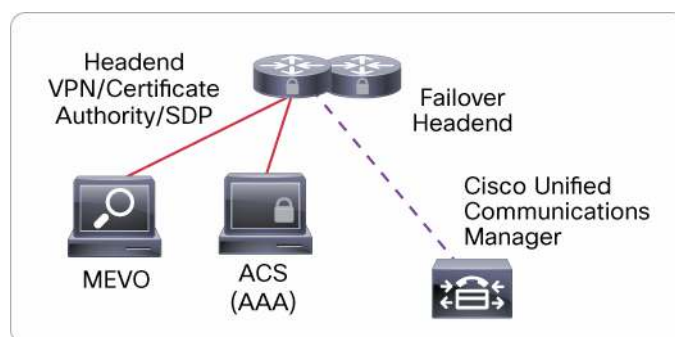 Headend
VPN/Certificate
Authority/SDP
Failover
Headend
Cisco Unified
Communications
Manager
MEVO
ACS
(AAA)